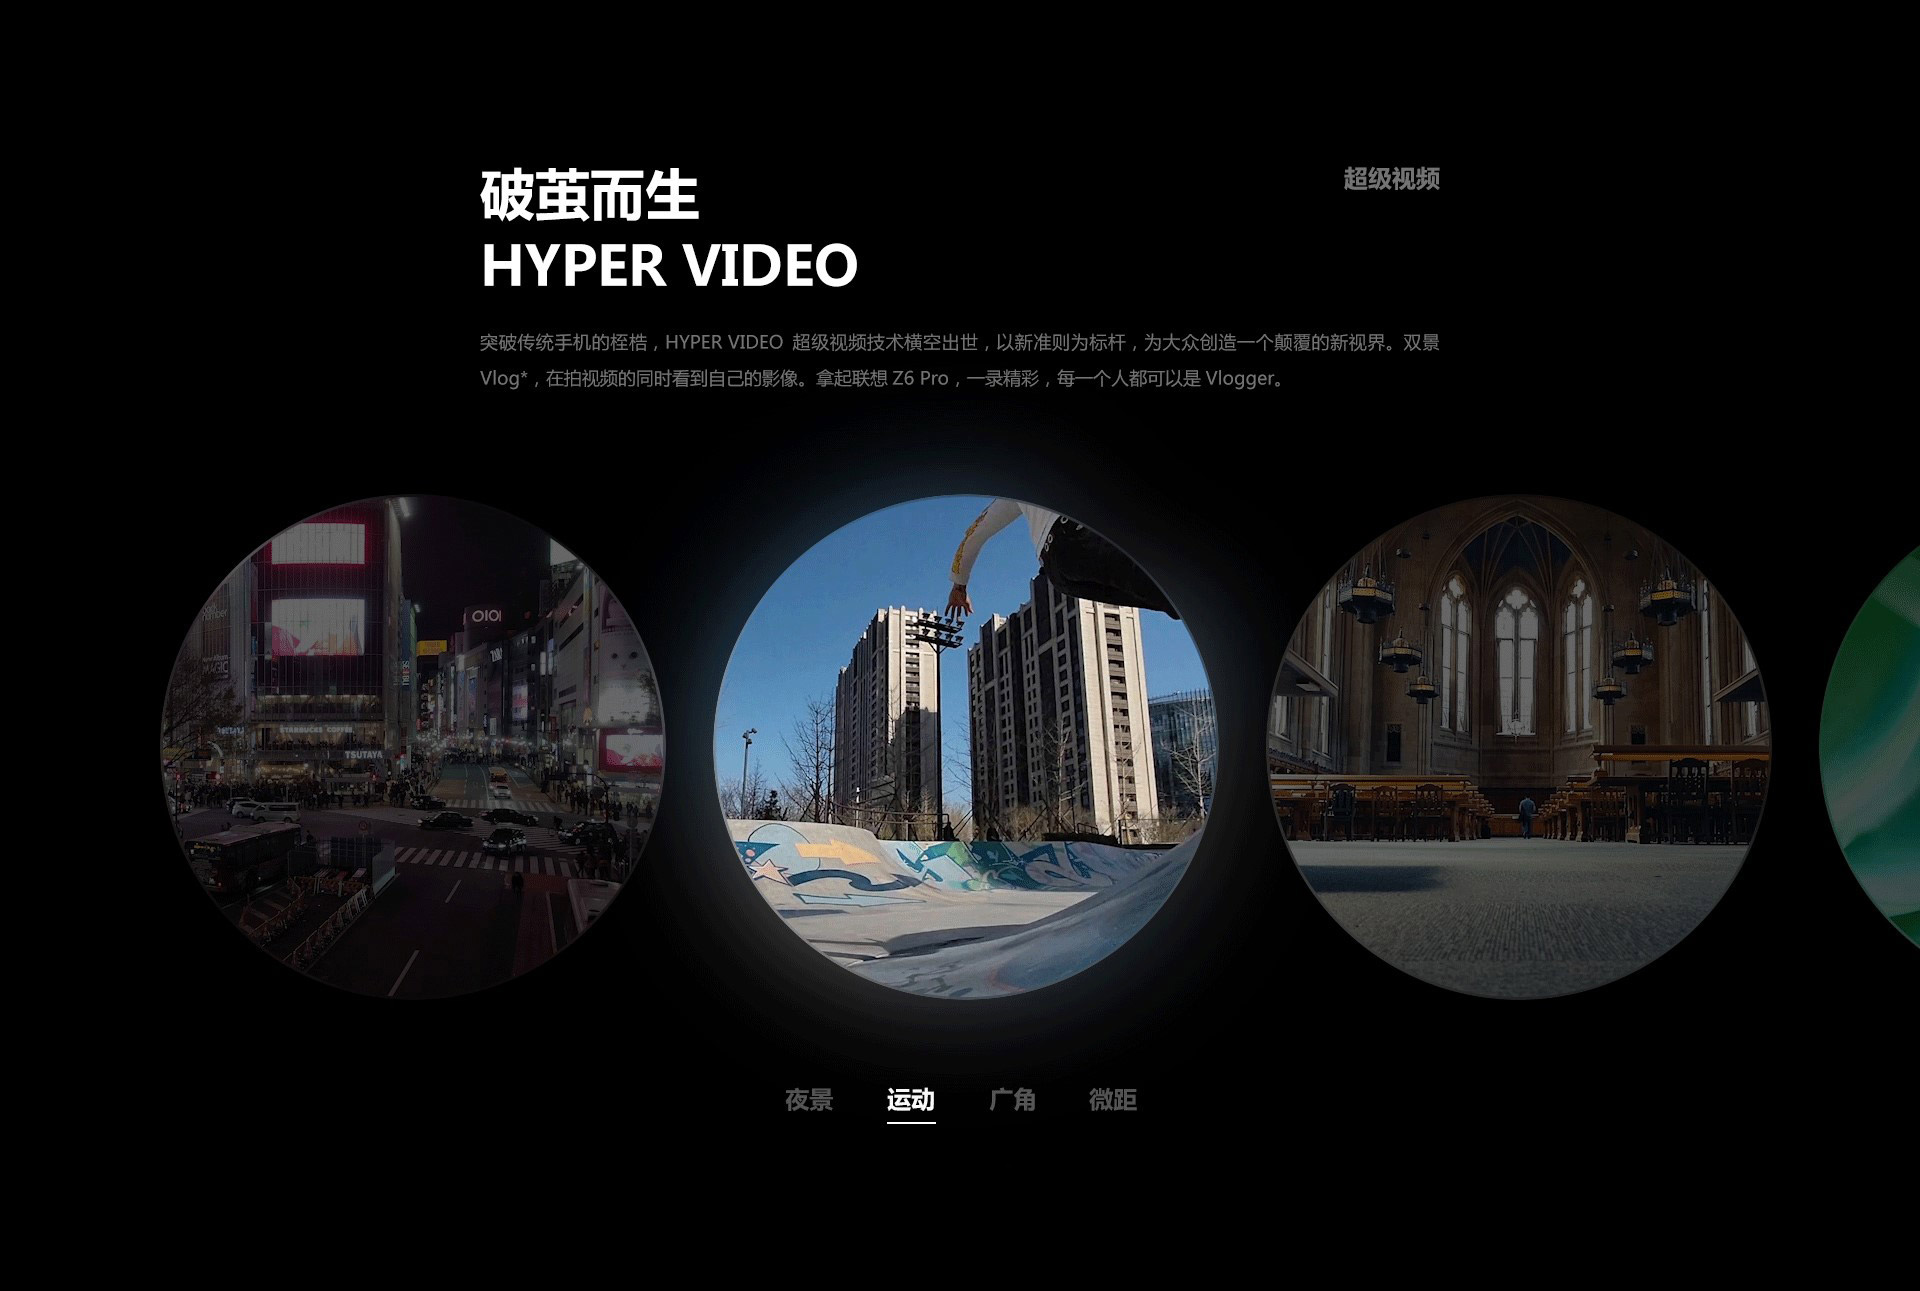 破茧而生
超级视频
HYPER VIDEO
突破传统手机的桎梏，HYPER VIDEO 超级视频技术横空出世，以新准则为标杆，为大众创造一个颠覆的新视界。双景
Vlog*，在拍视频的同时看到自己的影像。拿起联想 Z6 Pro，一录精彩，每一个人都可以是 Vlogger。
OIOI
STARBUCKS COFFEE
TSUTAYA
夜景
运动
广角
微距